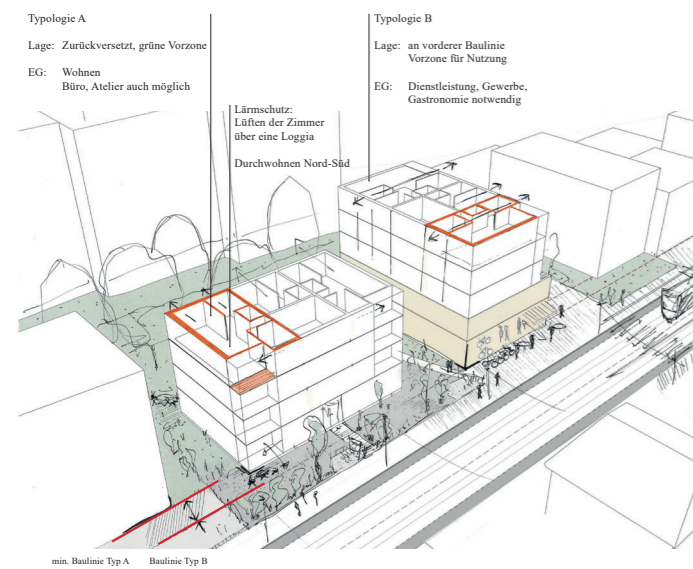 Typologie A
Lage: Zurückversetzt, grüne Vorzone
EG: Wohnen
Büro, Atelier auch möglich
Lärmschutz:
Lüften der Zimmer
über eine Loggia
Durchwohnen Nord-Süd
Typologie B
Lage: an vorderer Baulinie
Vorzone für Nutzung
EG: Dienstleistung, Gewerbe,
Gastronomie notwendig
min. Baulinie Typ A
Baulinie Typ B